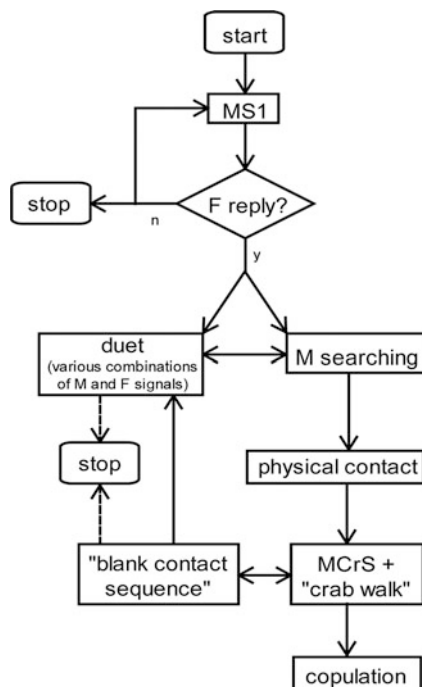 start
MS1
F reply?
stop
n
y
duet
(various combinations
of M and F signals)
M searching
stop
physical contact
"blank contact
sequence"
MCrS +
"crab walk"
copulation